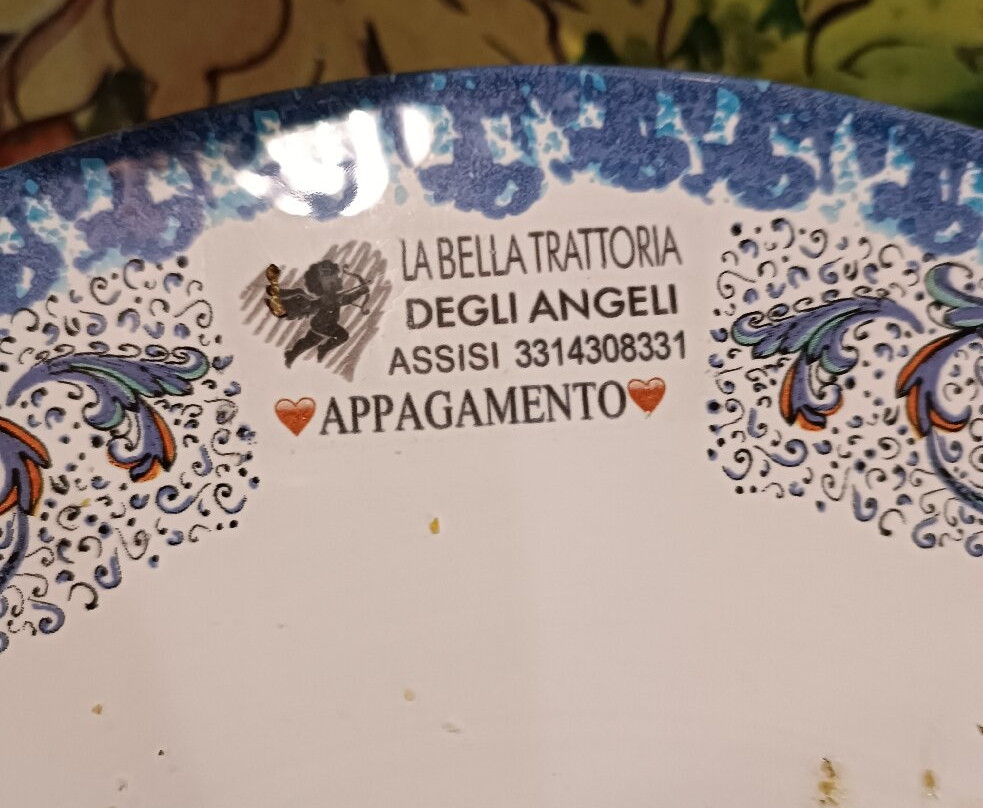 LA BELLA TRATTORIA
DEGLI ANGELI
ASSISI 3314308331
APPAGAMENTO